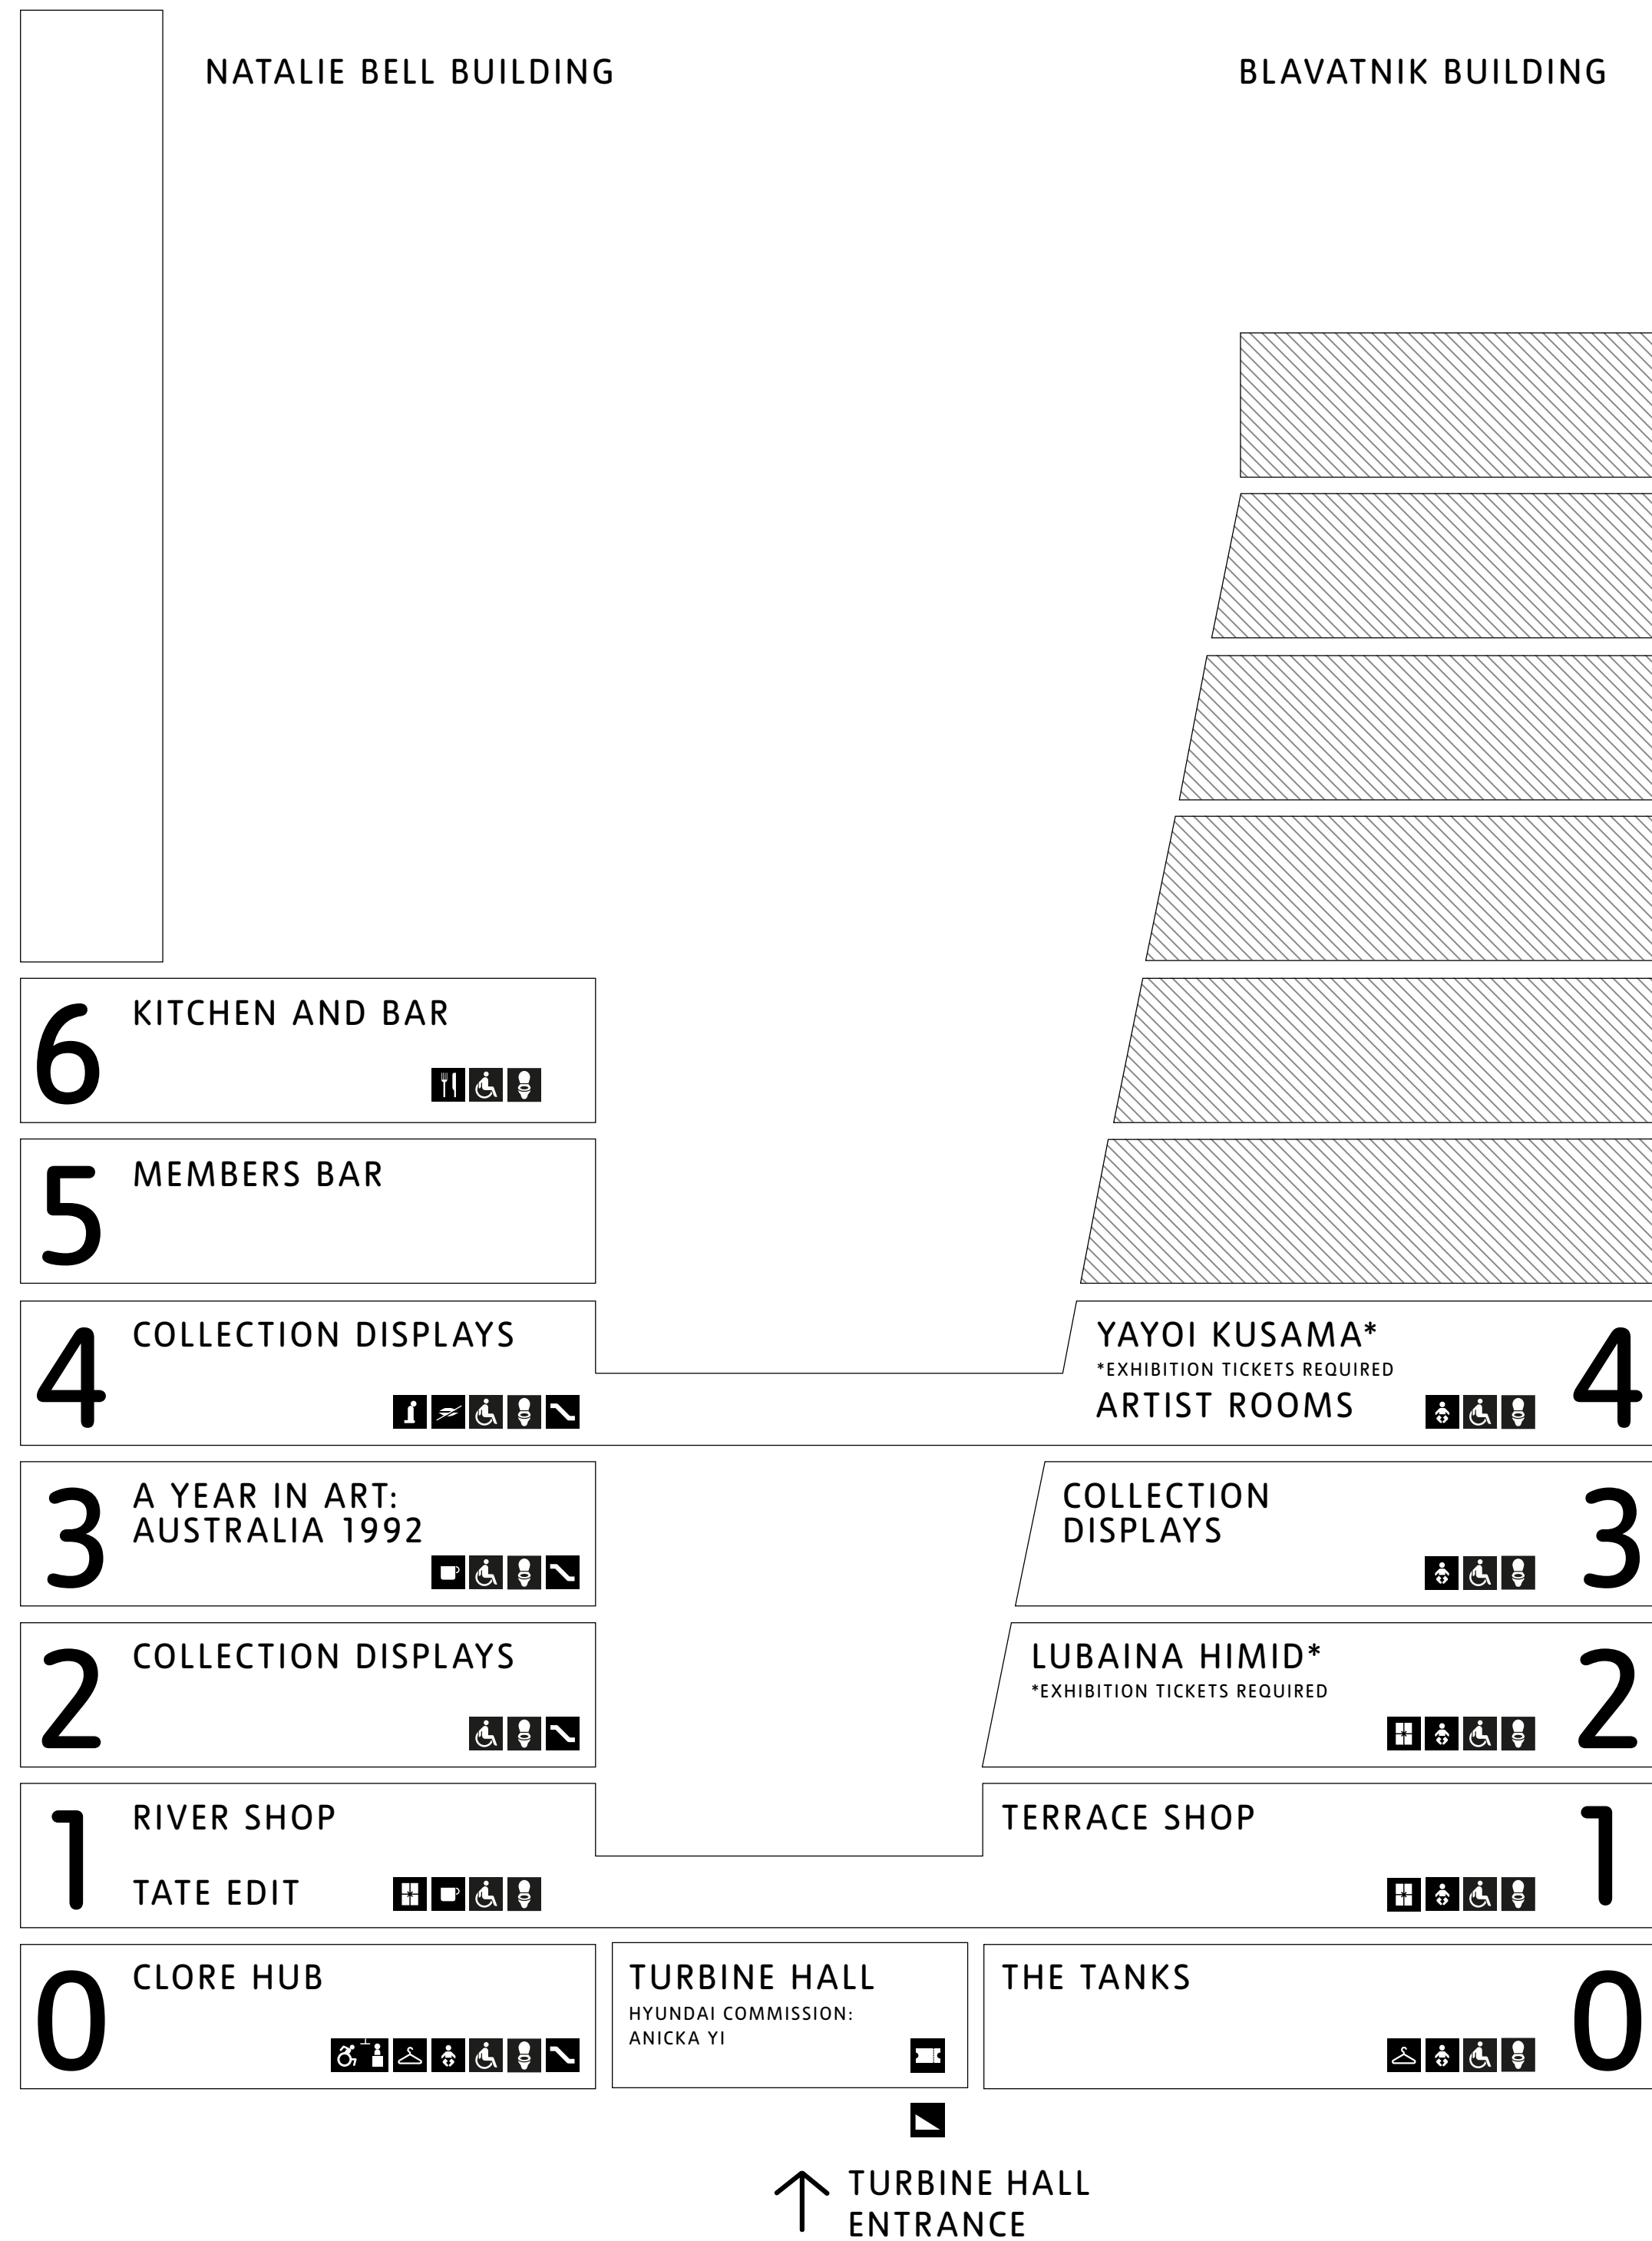 NATALIE BELL BUILDING
BLAVATNIK BUILDING
6
KITCHEN AND BAR
5
MEMBERS BAR
4
COLLECTION DISPLAYS
YAYOI KUSAMA*
*EXHIBITION TICKETS REQUIRED
ARTIST ROOMS
4
3
A YEAR IN ART:
AUSTRALIA 1992
COLLECTION
DISPLAYS
3
2
COLLECTION DISPLAYS
LUBAINA HIMID*
*EXHIBITION TICKETS REQUIRED
2
1
RIVER SHOP
TATE EDIT
TERRACE SHOP
1
0
CLORE HUB
TURBINE HALL
HYUNDAI COMMISSION:
ANICKA YI
THE TANKS
0
TURBINE HALL
ENTRANCE